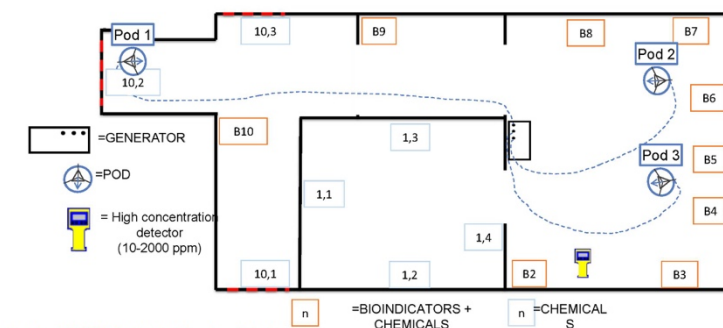 Pod 1
10,3
B9
B8
B7
Pod 2
10,2
B6
B10
=GENERATOR
1,3
Pod 3
B5
=POD
1,1
B4
= High concentration
detector
(10-2000 ppm)
1,4
10,1
1,2
B2
B3
n
=BIOINDICATORS +
CHEMICALS
n
=CHEMICAL
S